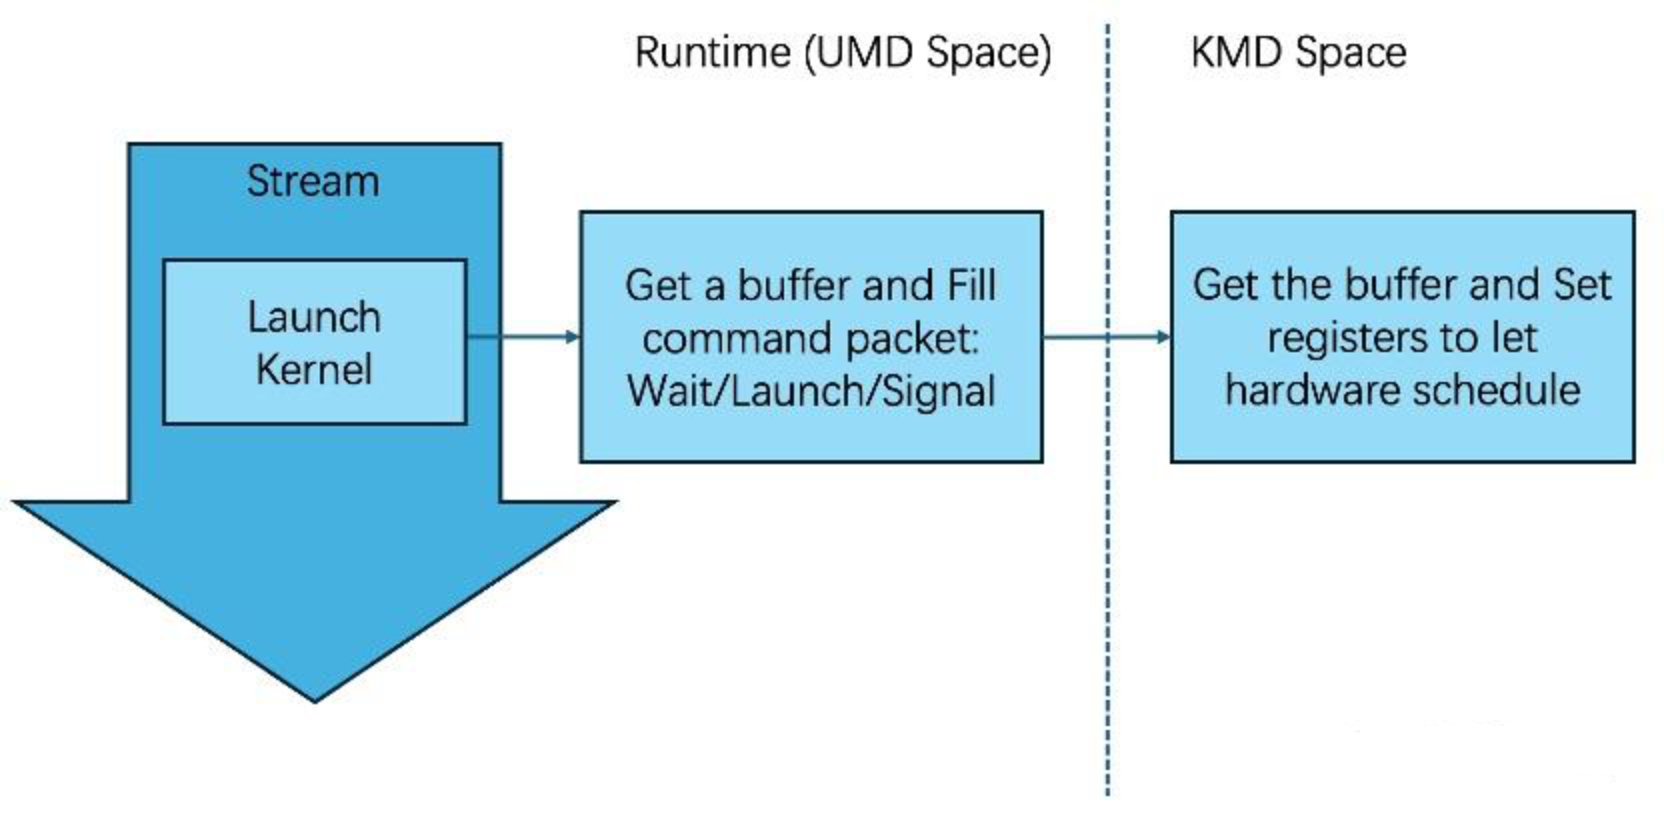 Runtime (UMD Space)
KMD Space
Stream
Launch
Kernel
Get a buffer and Fill
command packet:
Wait/Launch/Signal
Get the buffer and Set
registers to let
hardware schedule